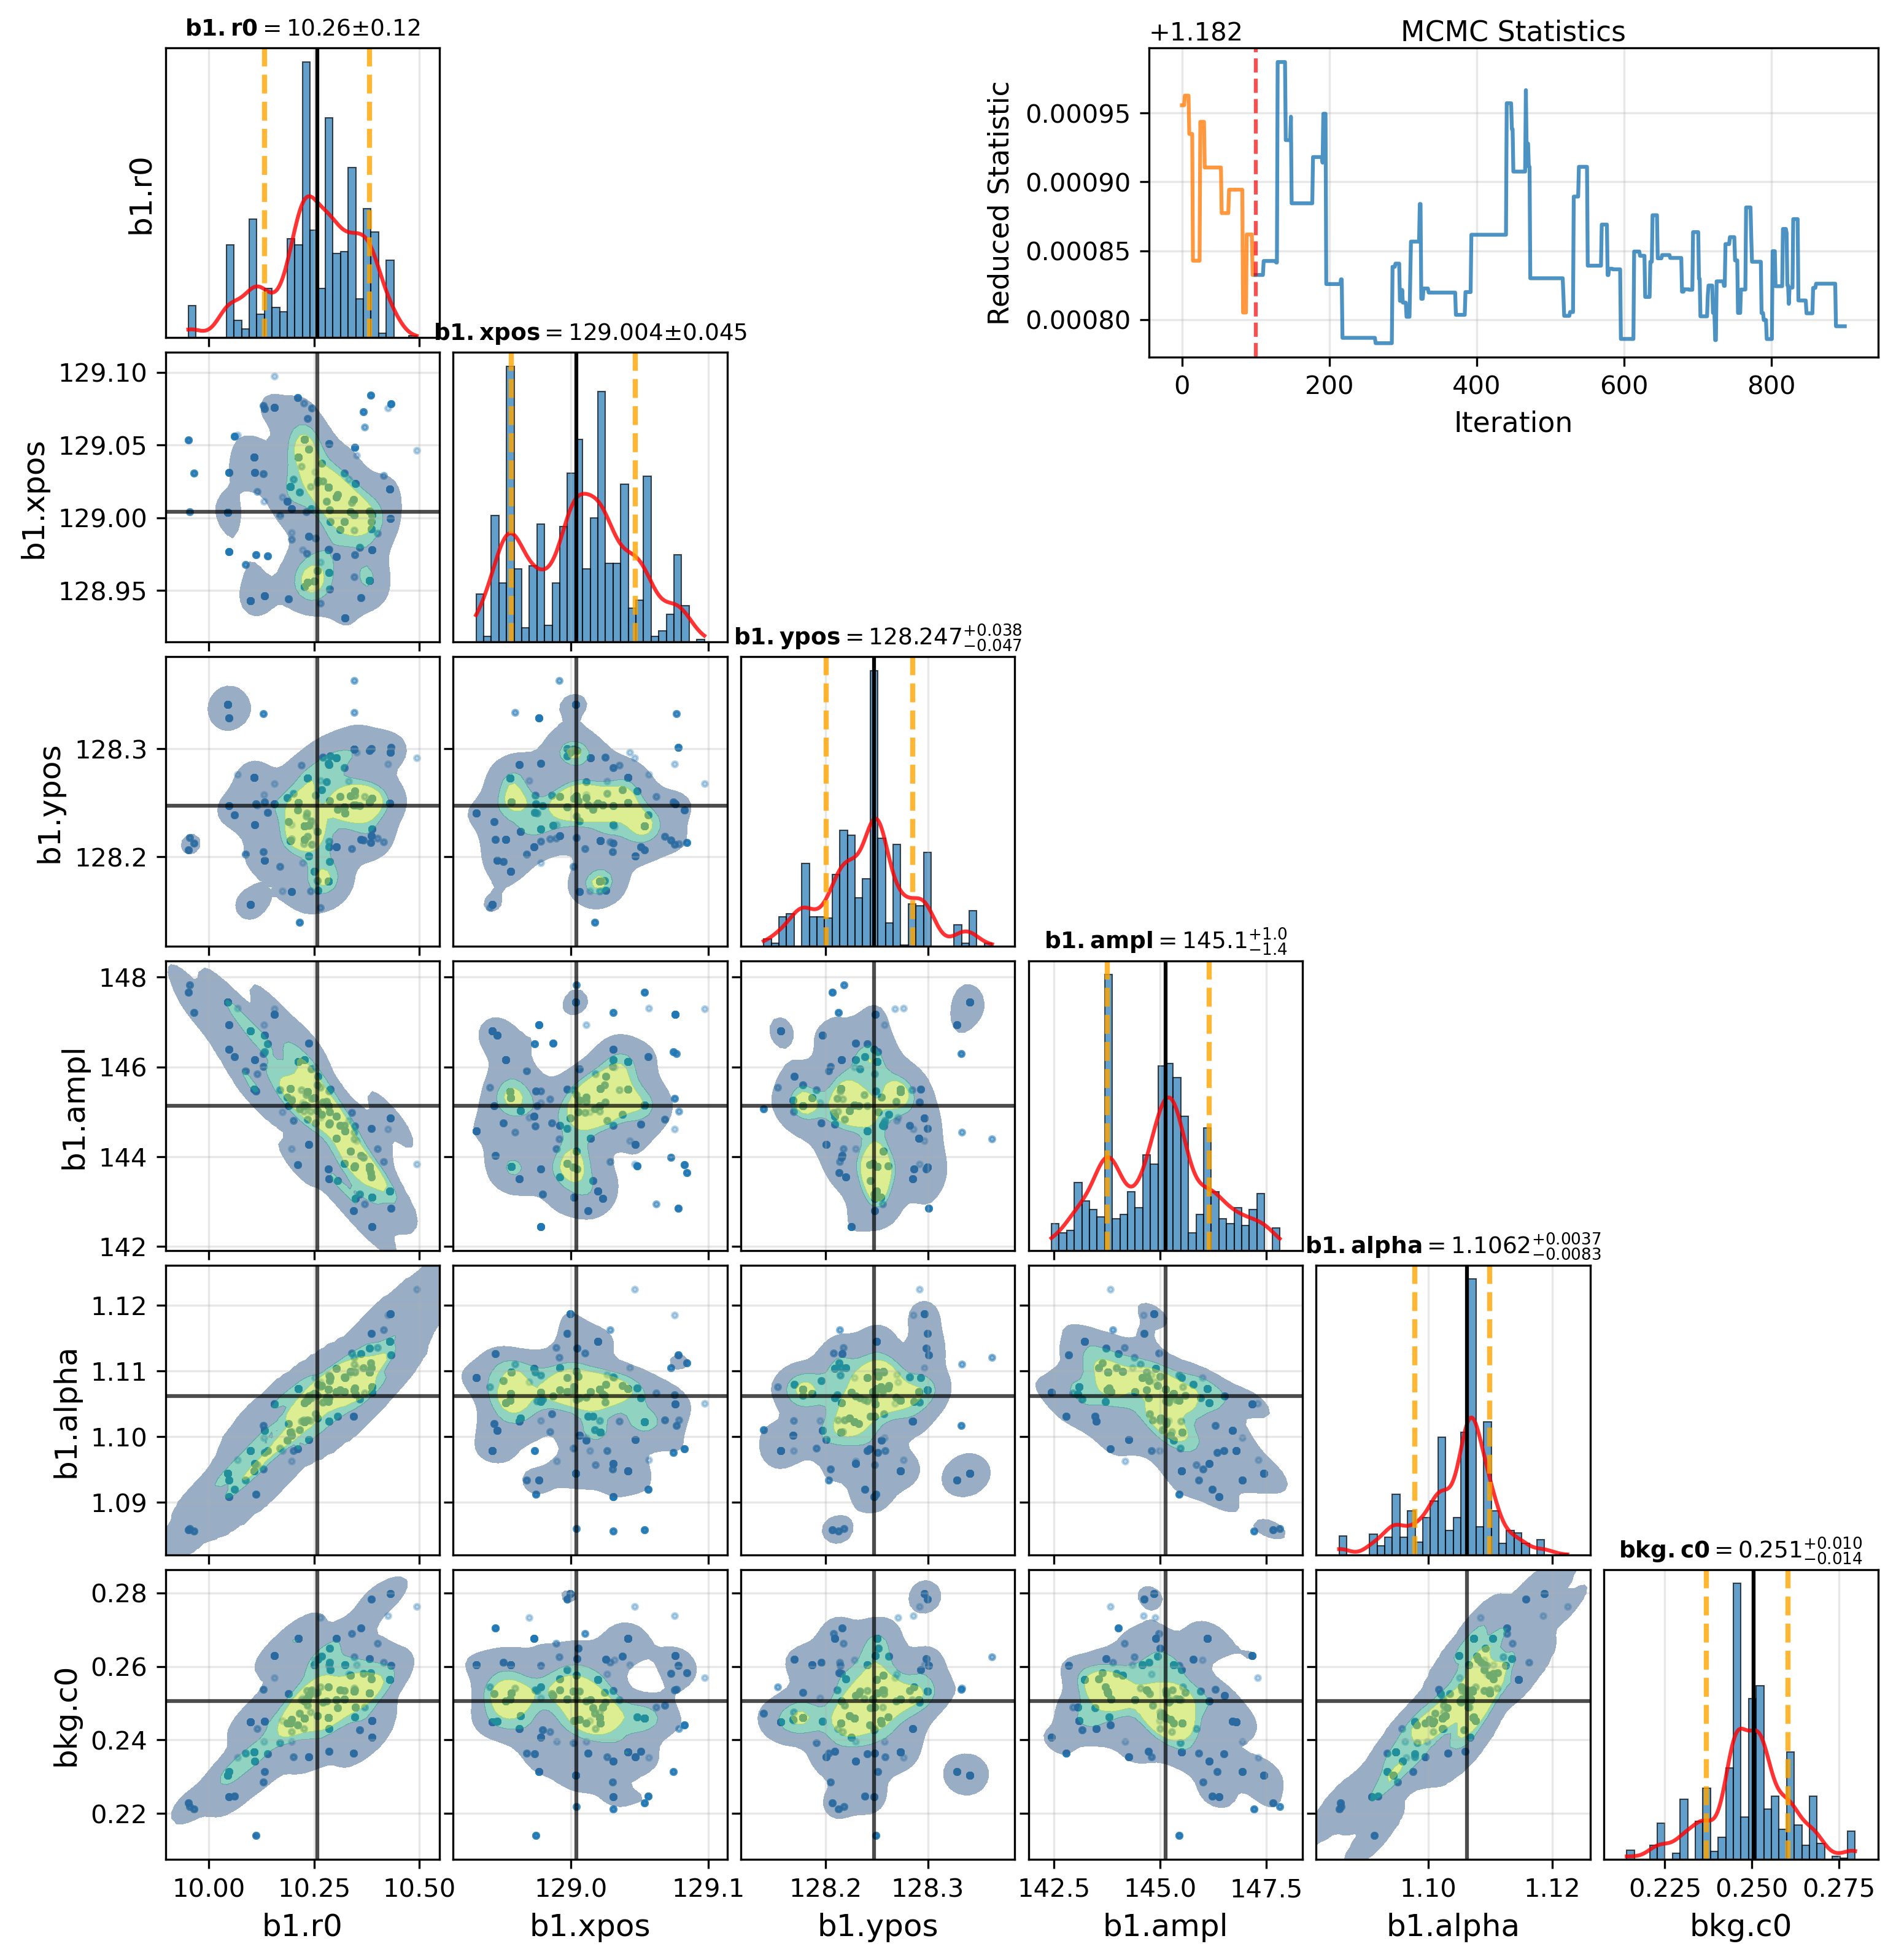 b1.r0 = 10.26±0.12
+1.182
MCMC Statistics
b1.r0
Reduced Statistic
0.00095
0.00090
0.00085
0.00080
0 200 400 600 800
Iteration
b1.xpos = 129.004±0.045
b1.xpos
129.10
129.05
129.00
128.95
b1.ypos = 128.247 +0.038 −0.047
b1.ypos
128.3
128.2
b1.ampl = 145.1 +1.0 −1.4
b1.ampl
148
146
144
142
b1.alpha = 1.1062 +0.0037 −0.0083
b1.alpha
1.12
1.11
1.10
1.09
bkg.c0 = 0.251 +0.010 −0.014
bkg.c0
0.28
0.26
0.24
0.22
10.00 10.25 10.50 129.0 129.1 128.2 128.3 142.5 145.0 147.5 1.10 1.12 0.225 0.250 0.275
b1.r0 b1.xpos b1.ypos b1.ampl b1.alpha bkg.c0